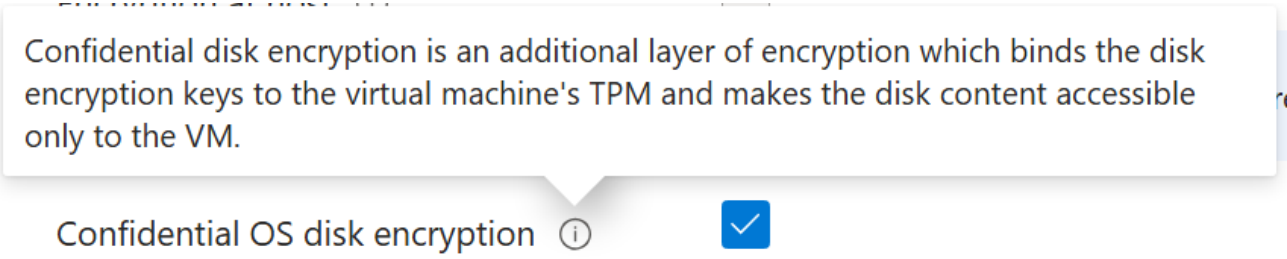 Confidential disk encryption is an additional layer of encryption which binds the disk
encryption keys to the virtual machine's TPM and makes the disk content accessible
only to the VM.
Confidential OS disk encryption